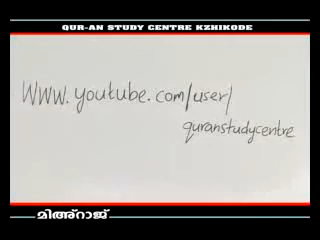 QUR-AN STUDY CENTRE KZHIKODE
www.youtube.com/user/
quranstudycentre
മിഅ്റാജ്